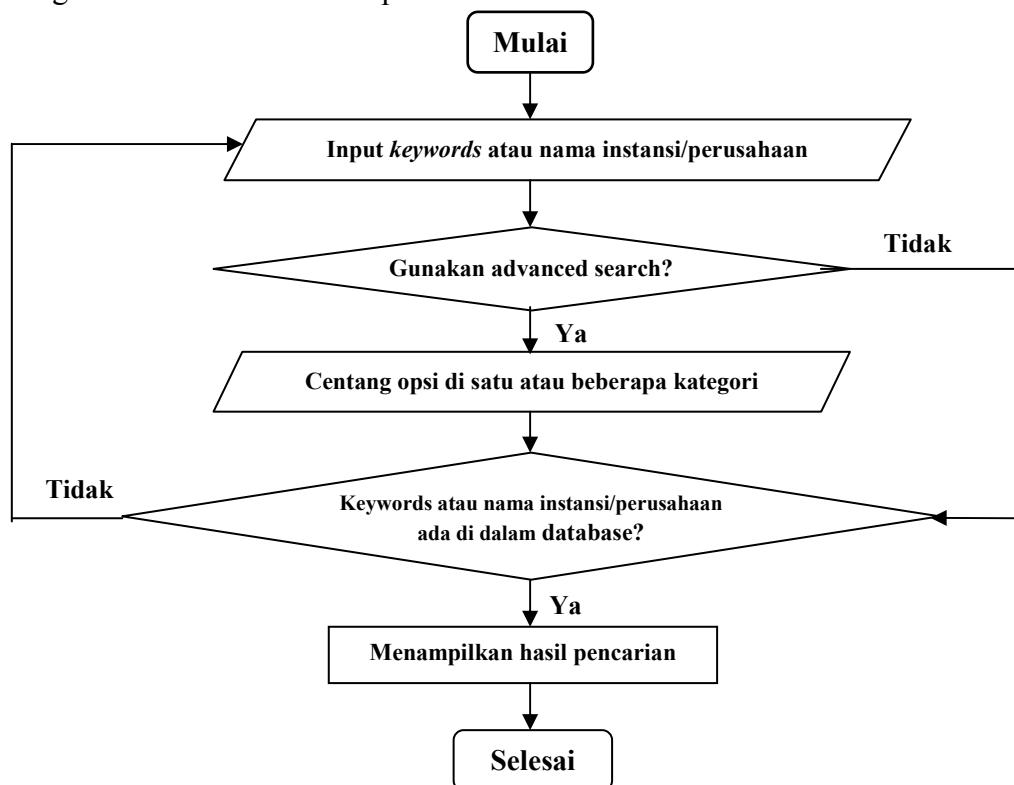 Mulai
Input keywords atau nama instansi/perusahaan
Gunakan advanced search?
Tidak
Ya
Centang opsi di satu atau beberapa kategori
Tidak
Keywords atau nama instansi/perusahaan
ada di dalam database?
Ya
Menampilkan hasil pencarian
Selesai